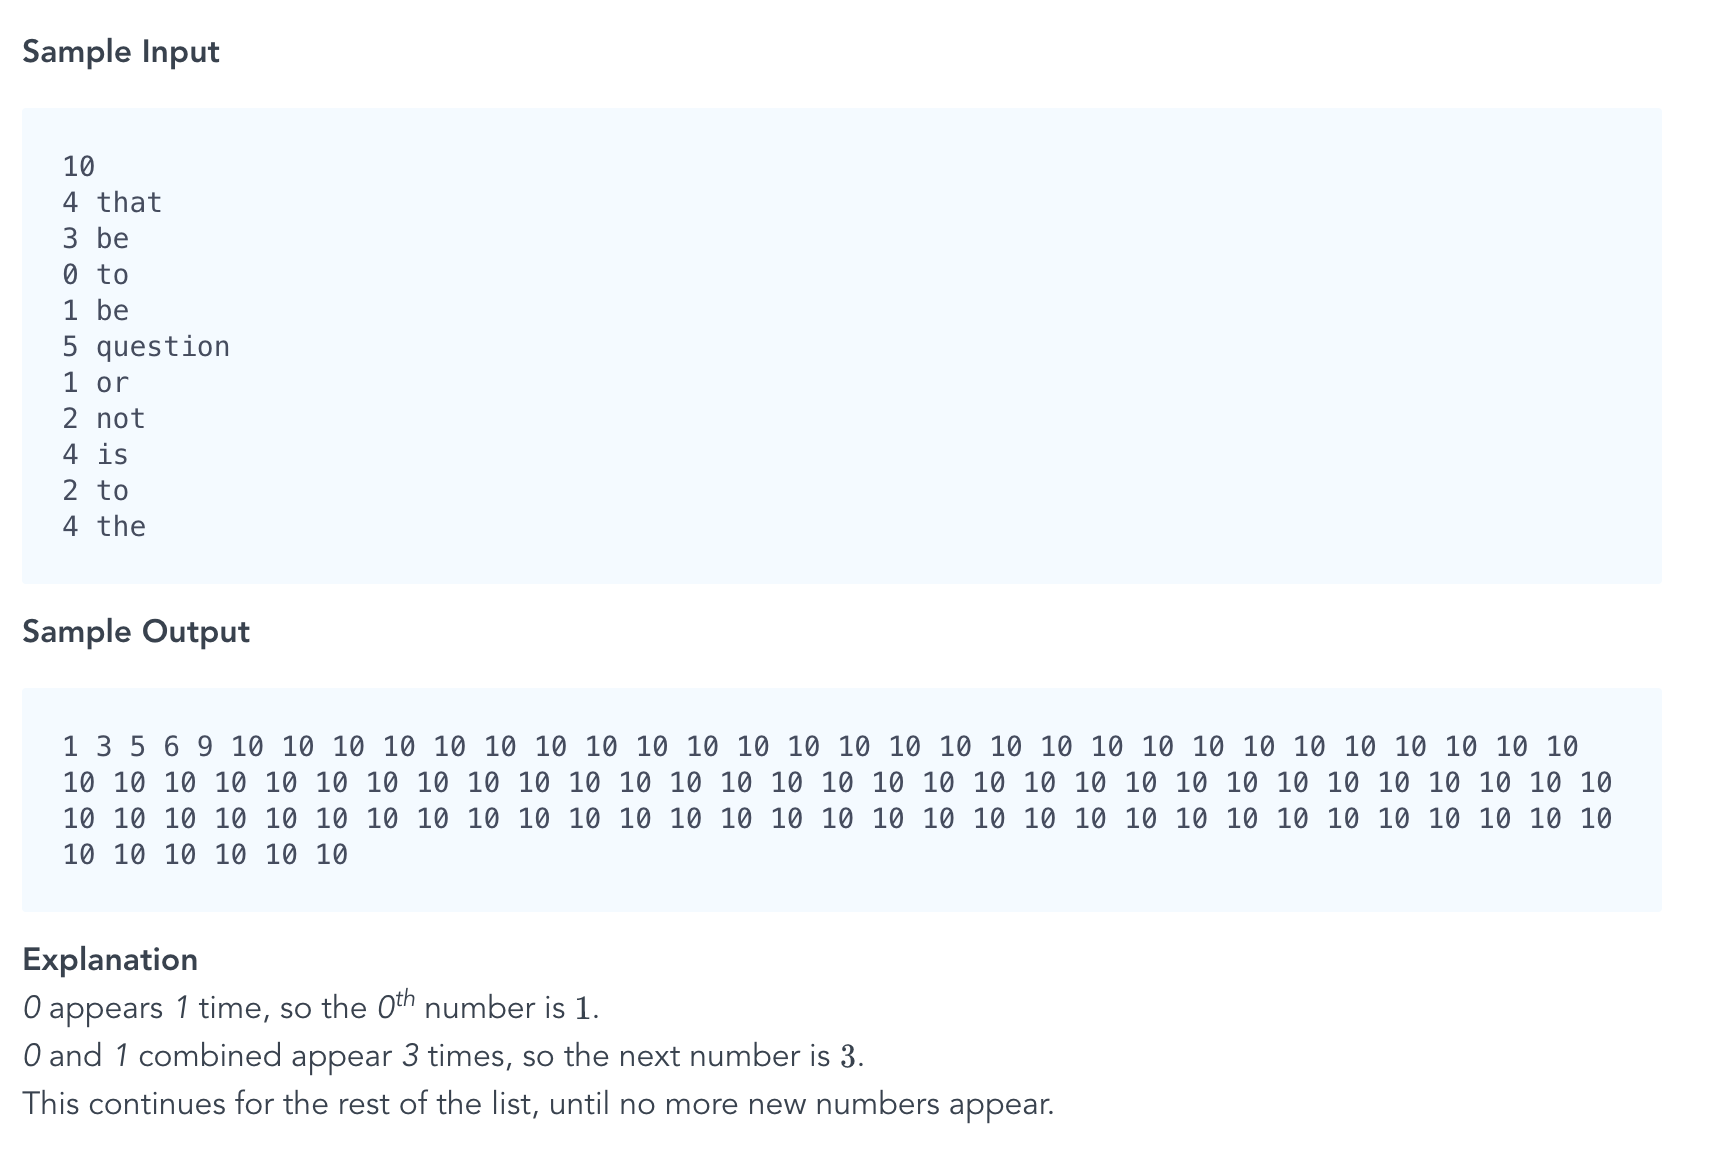 Sample Input
10
4 that
3 be
0 to
1 be
5 question
1 or
2 not
4 is
2 to
4 the
Sample Output
1 3 5 6 9 10 10 10 10 10 10 10 10 10 10 10 10 10 10 10 10 10 10 10 10 10 10 10 10 10 10 10
10 10 10 10 10 10 10 10 10 10 10 10 10 10 10 10 10 10 10 10 10 10 10 10 10 10 10 10 10 10 10
10 10 10 10 10 10 10 10 10 10 10 10 10 10 10 10 10 10 10 10 10 10 10 10 10 10 10 10 10 10 10
10 10 10 10 10 10
Explanation
0 appears 1 time, so the 0th number is 1.
0 and 1 combined appear 3 times, so the next number is 3.
This continues for the rest of the list, until no more new numbers appear.